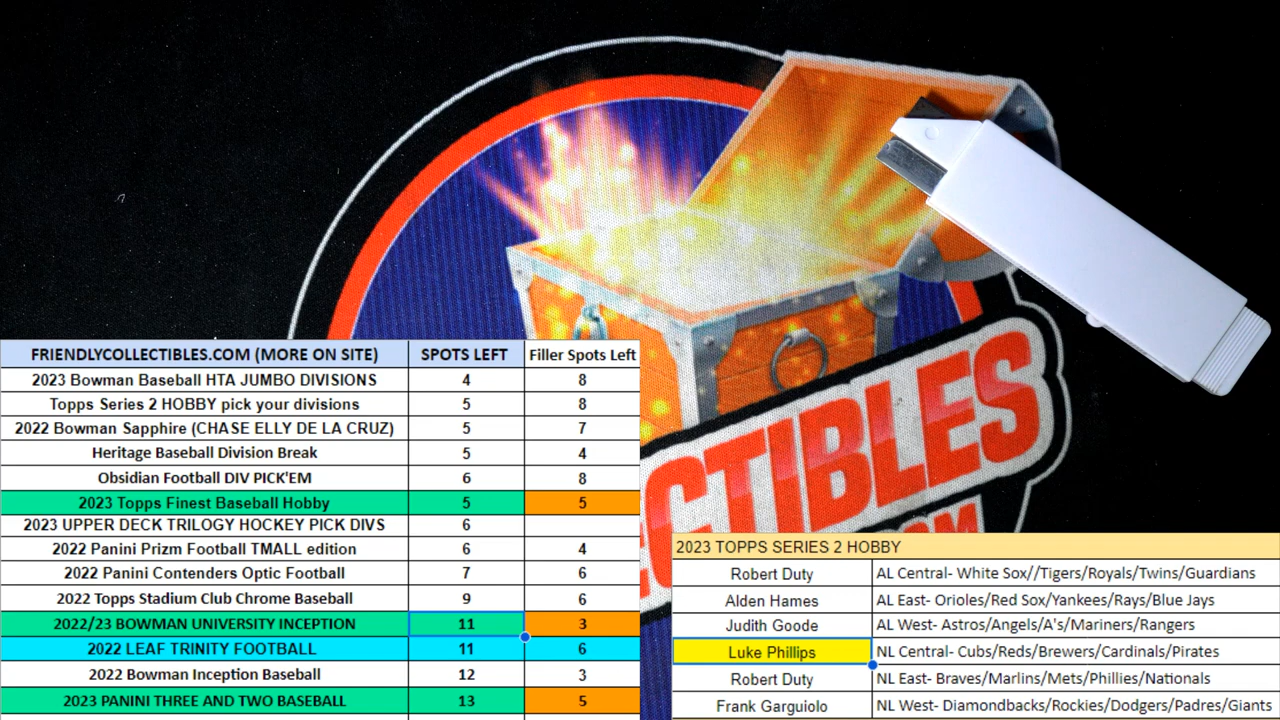 FRIENDLYCOLLECTIBLES.COM (MORE ON SITE) SPOTS LEFT Filler Spots Left
2023 Bowman Baseball HTA JUMBO DIVISIONS 4 8
Topps Series 2 HOBBY pick your divisions 5 8
2022 Bowman Sapphire (CHASE ELLY DE LA CRUZ) 5 7
Heritage Baseball Division Break 5 4
Obsidian Football DIV PICK'EM 6 8
2023 Topps Finest Baseball Hobby 5 5
2023 UPPER DECK TRILOGY HOCKEY PICK DIVS 6
2022 Panini Prizm Football TMALL edition 6 4
2022 Panini Contenders Optic Football 7 6
2022 Topps Stadium Club Chrome Baseball 9 6
2022/23 BOWMAN UNIVERSITY INCEPTION 11 3
2022 LEAF TRINITY FOOTBALL 11 6
2022 Bowman Inception Baseball 12 3
2023 PANINI THREE AND TWO BASEBALL 13 5
ECTIBLES
.COM
2023 TOPPS SERIES 2 HOBBY
Robert Duty AL Central- White Sox//Tigers/Royals/Twins/Guardians
Alden Hames AL East- Orioles/Red Sox/Yankees/Rays/Blue Jays
Judith Goode AL West- Astros/Angels/A's/Mariners/Rangers
Luke Phillips NL Central- Cubs/Reds/Brewers/Cardinals/Pirates
Robert Duty NL East- Braves/Marlins/Mets/Phillies/Nationals
Frank Garguiolo NL West- Diamondbacks/Rockies/Dodgers/Padres/Giants